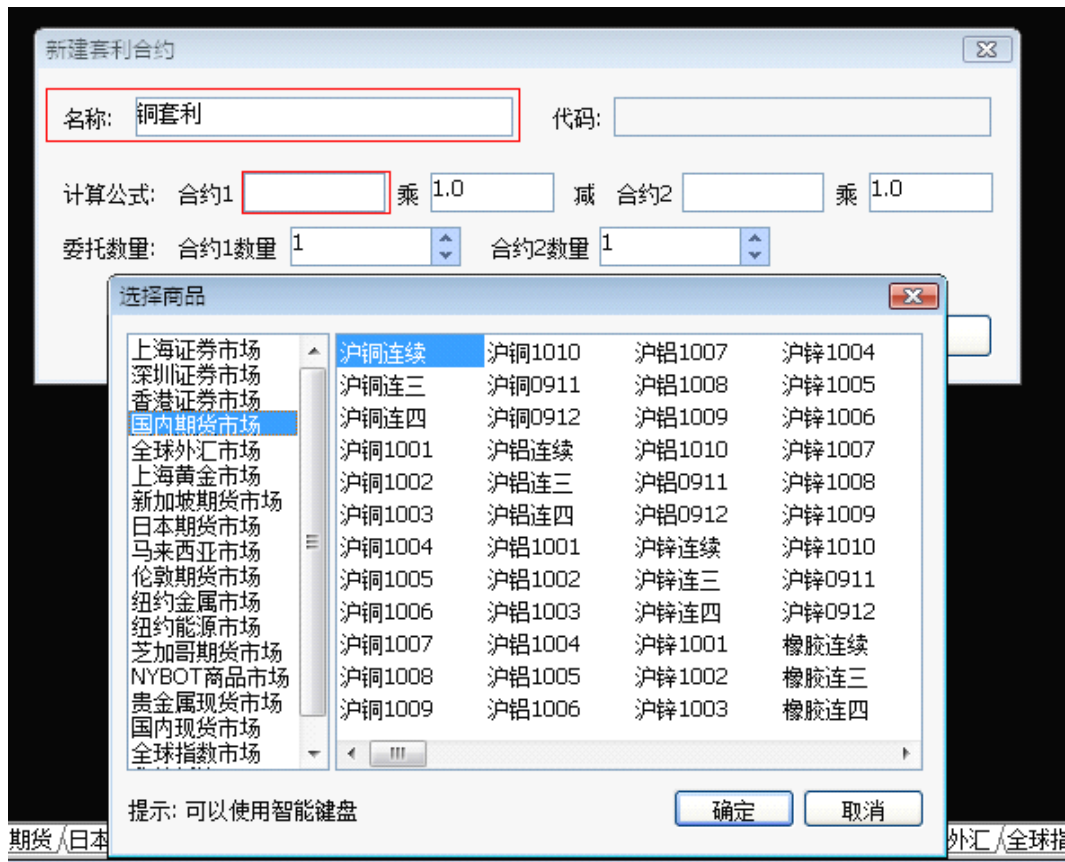 新建套利合约
名称: 铜套利 代码:
计算公式: 合约1 乘 1.0 减 合约2 乘 1.0
委托数量: 合约1数量 1 合约2数量 1
选择商品
上海证券市场
深圳证券市场
香港证券市场
国内期货市场
全球外汇市场
上海黄金市场
新加坡期货市场
日本期货市场
马来西亚市场
伦敦期货市场
纽约金属市场
纽约能源市场
芝加哥期货市场
NYBOT商品市场
贵金属现货市场
国内现货市场
全球指数市场
沪铜连续 沪铜1010 沪铝1007 沪锌1004
沪铜连三 沪铜0911 沪铝1008 沪锌1005
沪铜连四 沪铜0912 沪铝1009 沪锌1006
沪铜1001 沪铝连续 沪铝1010 沪锌1007
沪铜1002 沪铝连三 沪铝0911 沪锌1008
沪铜1003 沪铝连四 沪铝0912 沪锌1009
沪铜1004 沪铝1001 沪锌连续 沪锌1010
沪铜1005 沪铝1002 沪锌连三 沪锌0911
沪铜1006 沪铝1003 沪锌连四 沪锌0912
沪铜1007 沪铝1004 沪锌1001 橡胶连续
沪铜1008 沪铝1005 沪锌1002 橡胶连三
沪铜1009 沪铝1006 沪锌1003 橡胶连四
提示: 可以使用智能键盘 确定 取消
期货 日本 外汇 全球指